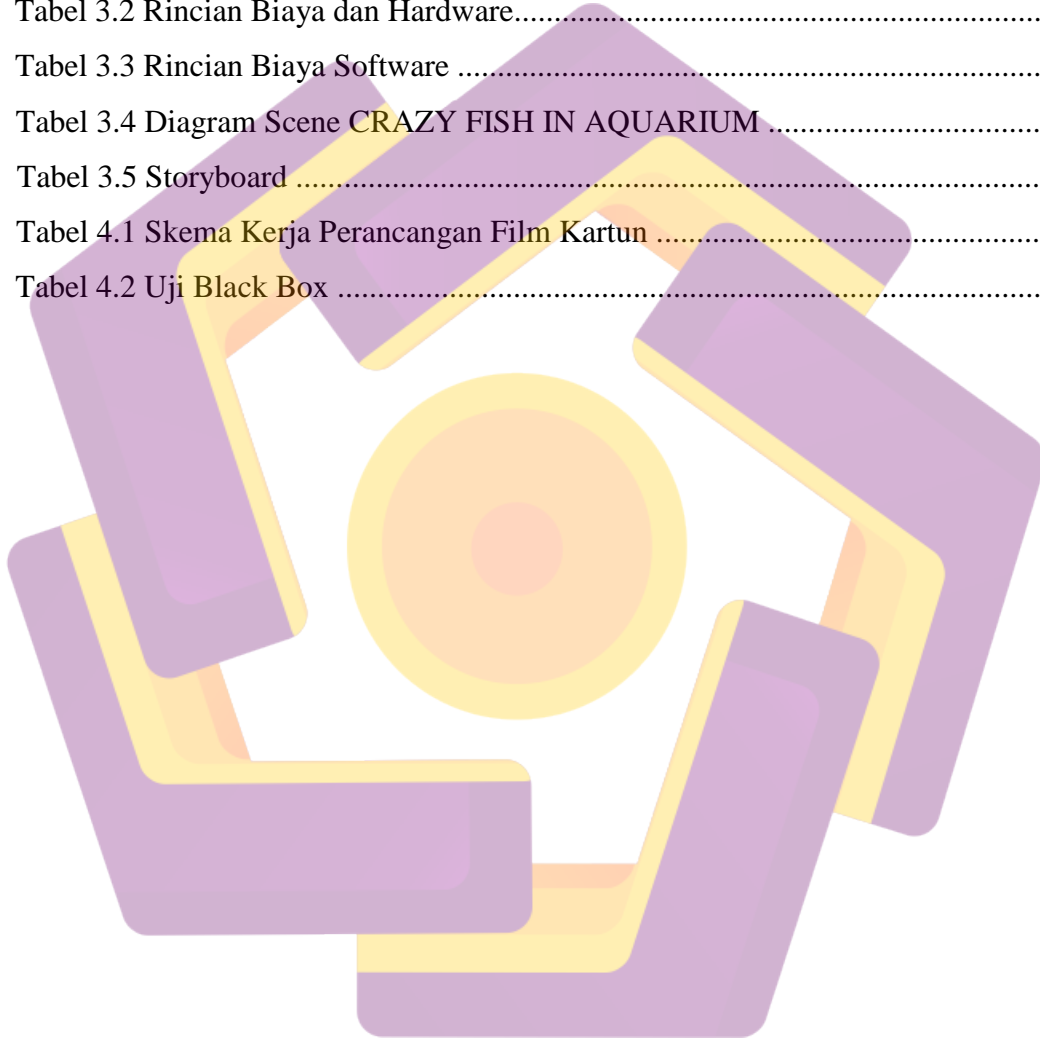 Tabel 3.2 Rincian Biaya dan Hardware..............................................................
Tabel 3.3 Rincian Biaya Software .....................................................................
Tabel 3.4 Diagram Scene CRAZY FISH IN AQUARIUM ................................
Tabel 3.5 Storyboard .........................................................................................
Tabel 4.1 Skema Kerja Perancangan Film Kartun .............................................
Tabel 4.2 Uji Black Box ....................................................................................